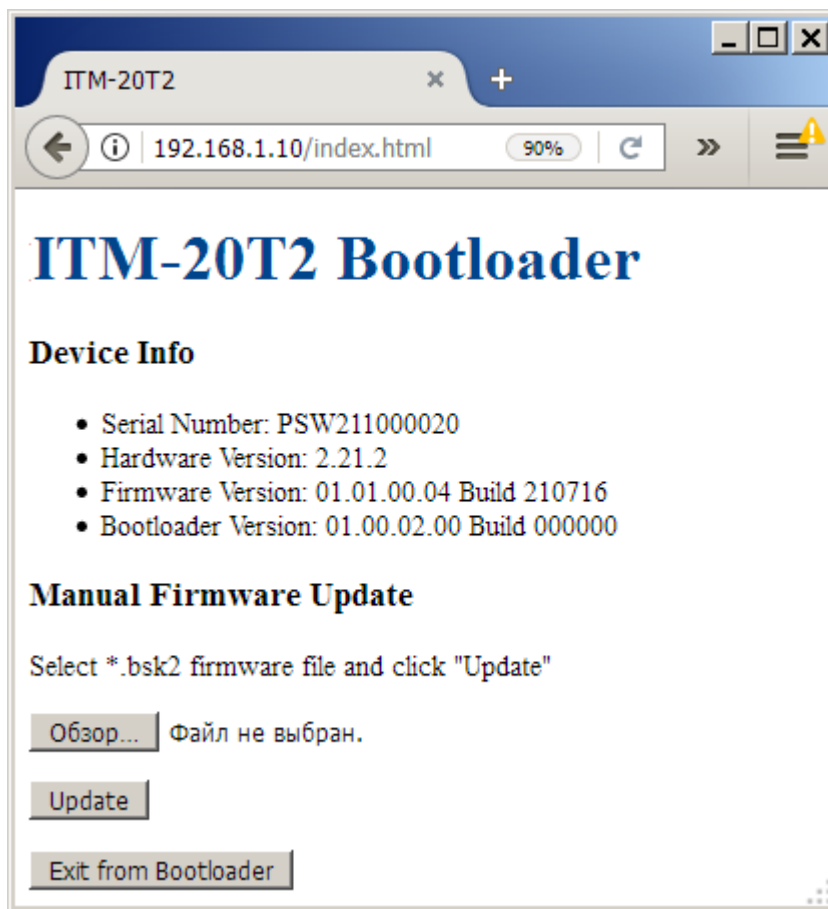 ITM-20T2
192.168.1.10/index.html 90%
ITM-20T2 Bootloader
Device Info
• Serial Number: PSW211000020
• Hardware Version: 2.21.2
• Firmware Version: 01.01.00.04 Build 210716
• Bootloader Version: 01.00.02.00 Build 000000
Manual Firmware Update
Select *.bsk2 firmware file and click "Update"
Обзор... Файл не выбран.
Update
Exit from Bootloader